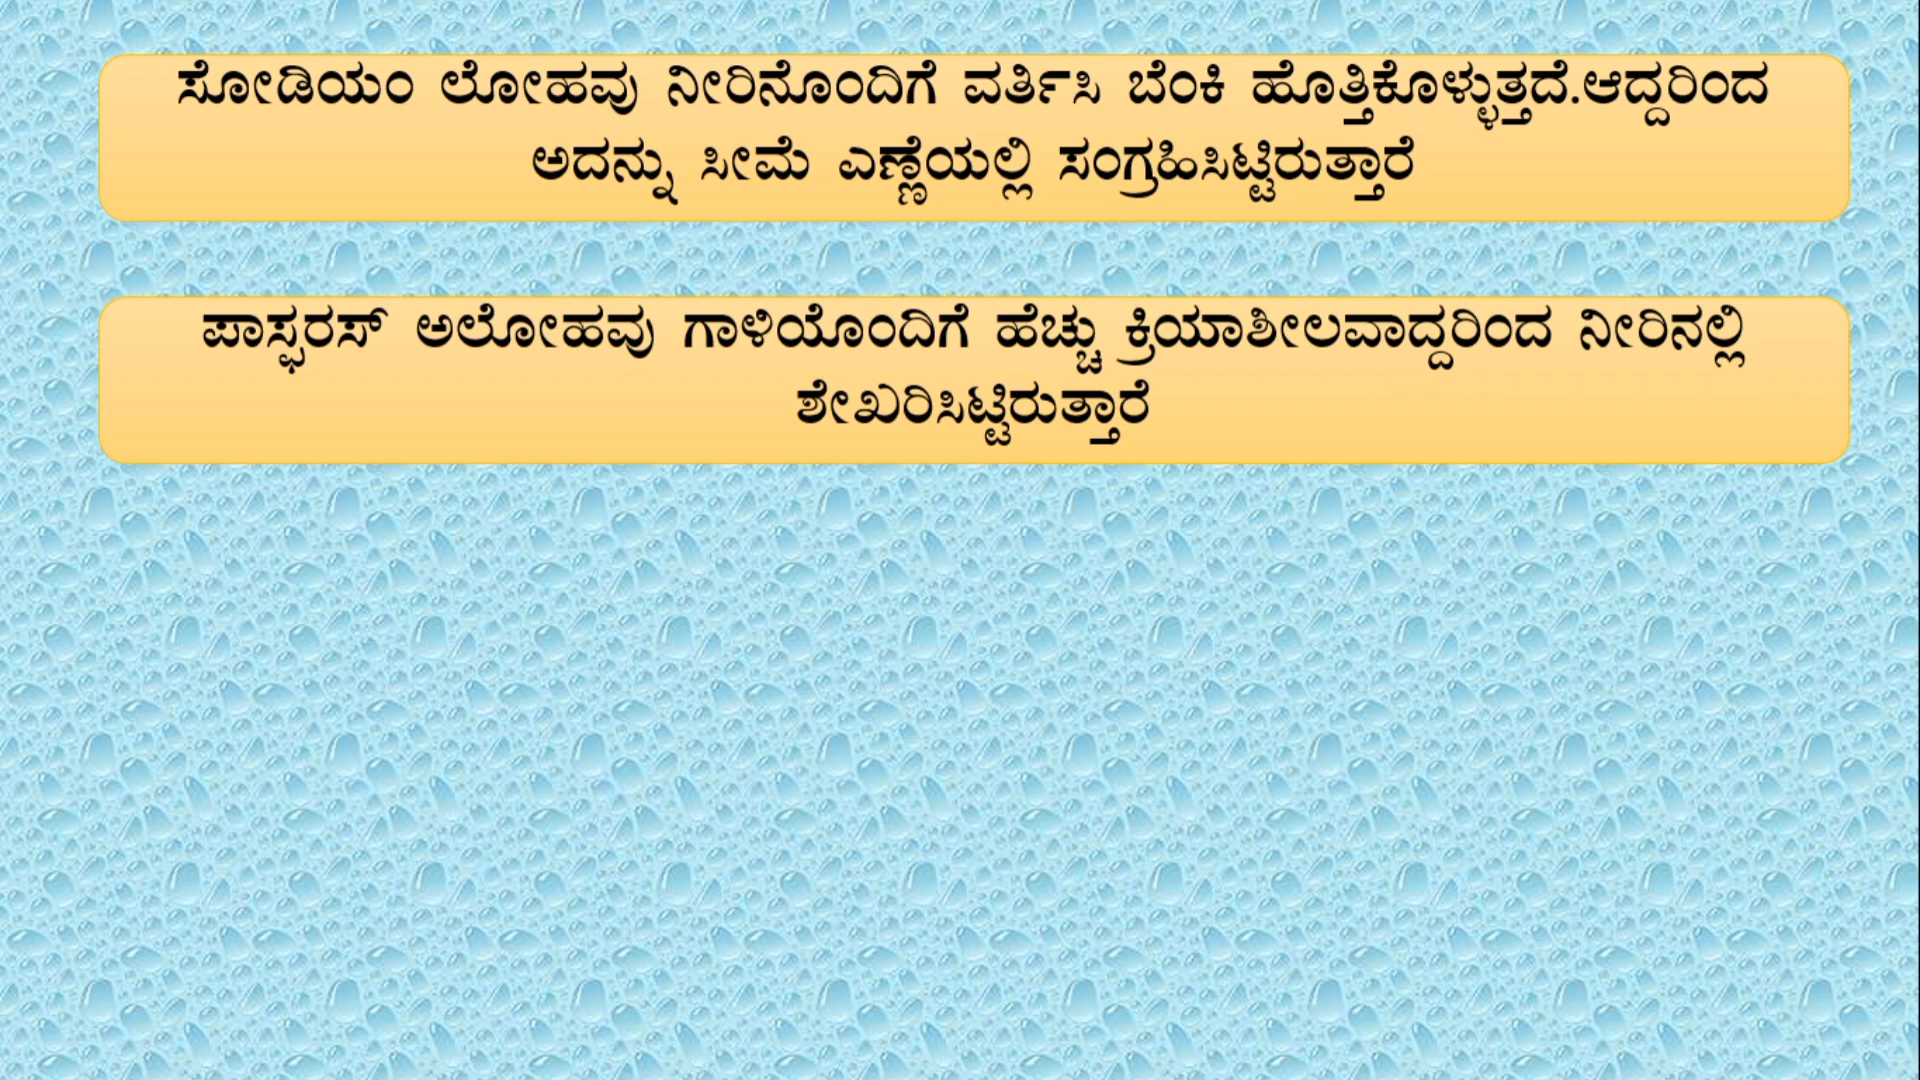 ಸೋಡಿಯಂ ಲೋಹವು ನೀರಿನೊಂದಿಗೆ ವರ್ತಿಸಿ ಬೆಂಕಿ ಹೊತ್ತಿಕೊಳ್ಳುತ್ತದೆ.ಆದ್ದರಿಂದ
ಅದನ್ನು ಸೀಮೆ ಎಣ್ಣೆಯಲ್ಲಿ ಸಂಗ್ರಹಿಸಿಟ್ಟಿರುತ್ತಾರೆ
ಪಾಸ್ಫರಸ್ ಅಲೋಹವು ಗಾಳಿಯೊಂದಿಗೆ ಹೆಚ್ಚು ಕ್ರಿಯಾಶೀಲವಾದ್ದರಿಂದ ನೀರಿನಲ್ಲಿ
ಶೇಖರಿಸಿಟ್ಟಿರುತ್ತಾರೆ